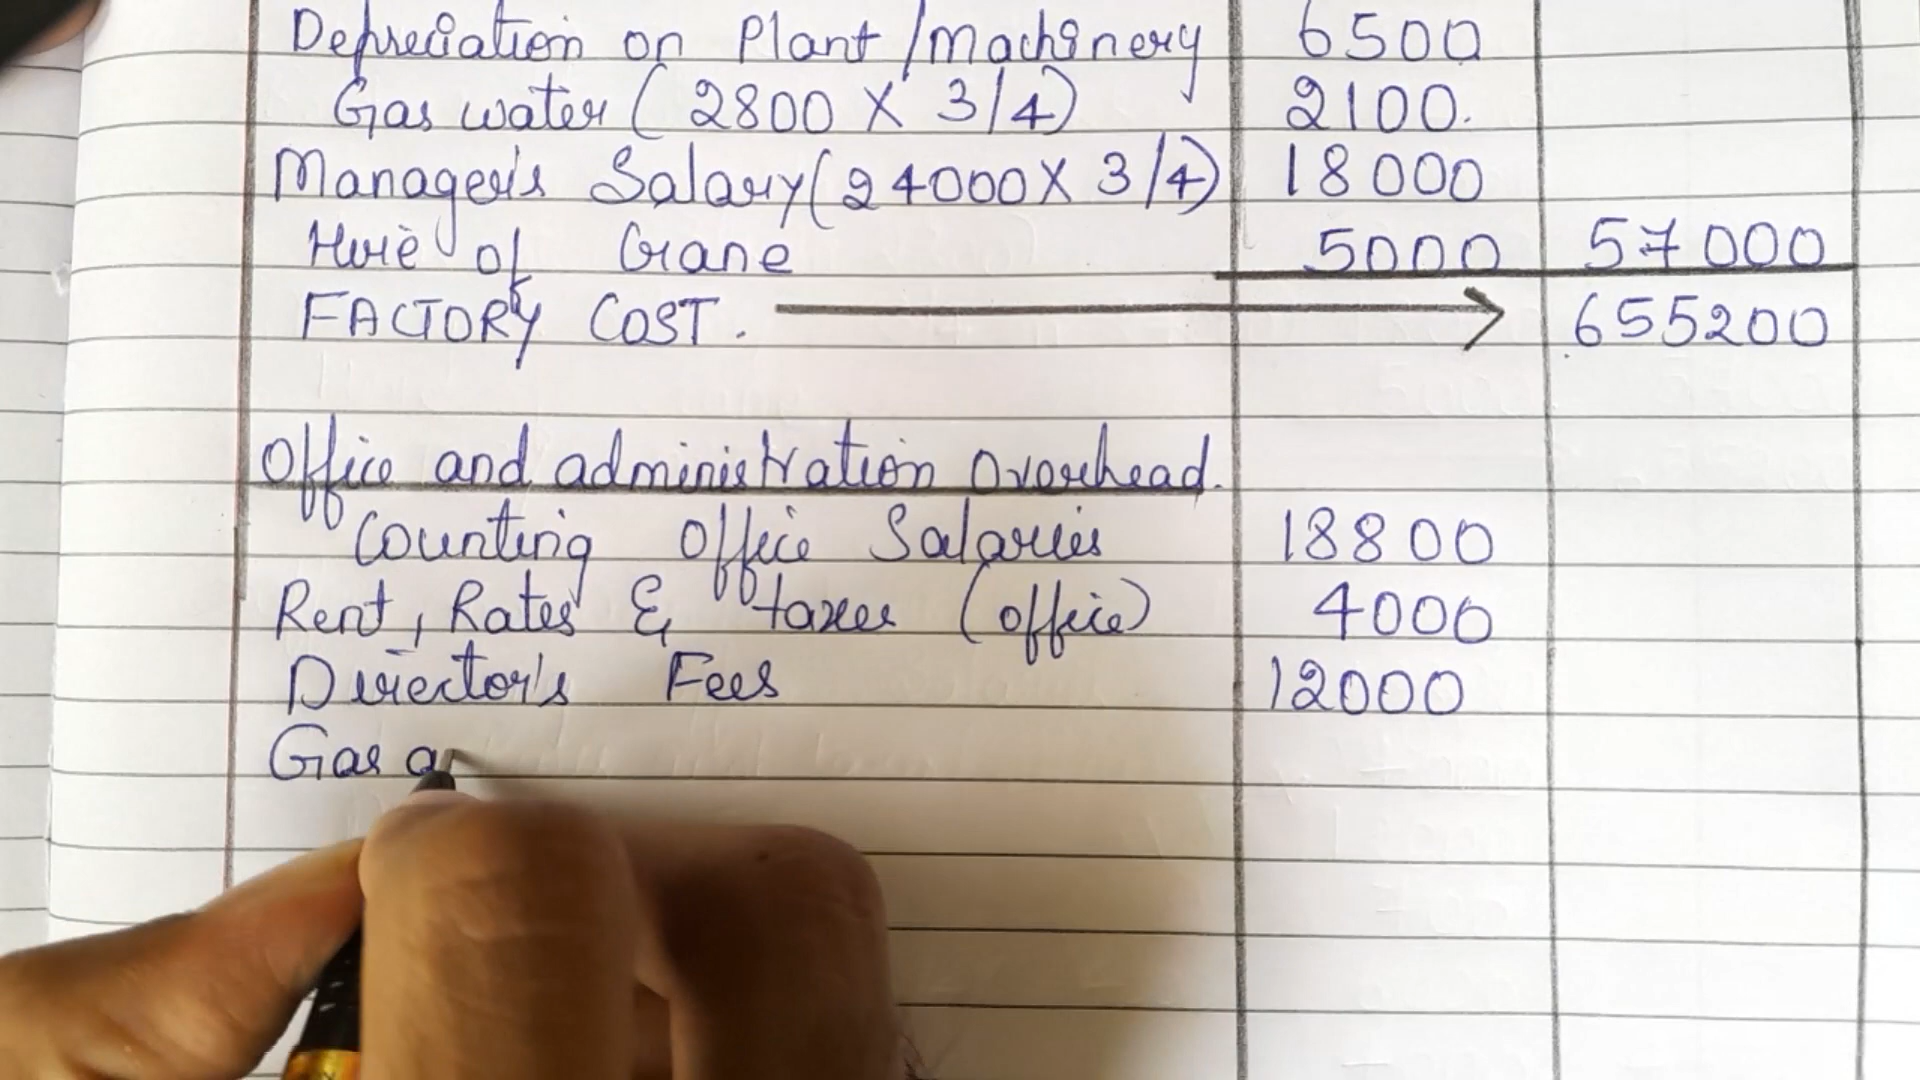 Depreciation on Plant/Machinery 6500
Gas water (2800 X 3/4) 2100.
Manager's Salary (24000 X 3/4) 18000
Hire of Crane 5000 57000
FACTORY COST. 655200
Office and administration Overhead.
Counting Office Salaries 18800
Rent, Rates & taxes (office) 4000
Director's Fees 12000
Gas a